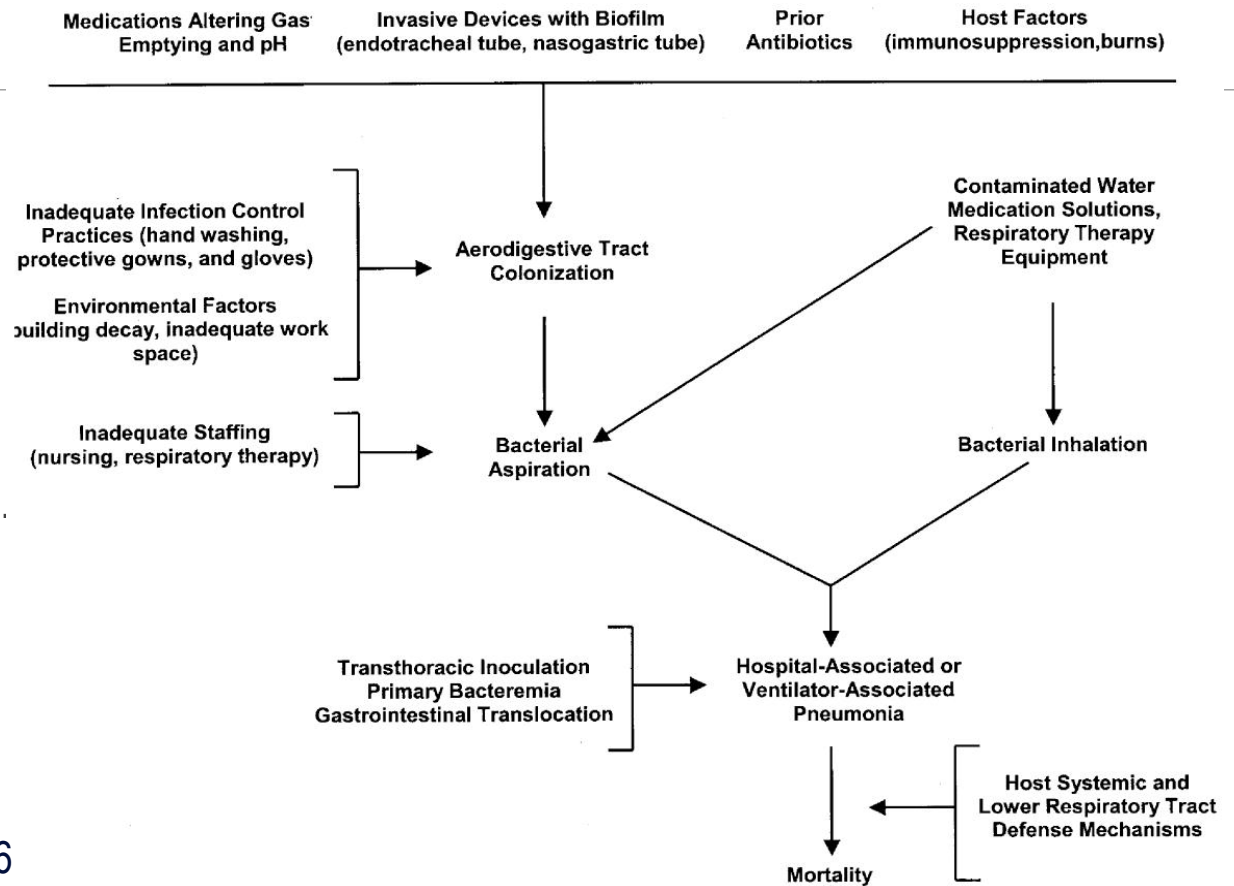 Medications Altering Gas
Emptying and pH
Invasive Devices with Biofilm
(endotracheal tube, nasogastric tube)
Prior
Antibiotics
Host Factors
(immunosuppression,burns)
Inadequate Infection Control
Practices (hand washing,
protective gowns, and gloves)
Environmental Factors
building decay, inadequate work
space)
Aerodigestive Tract
Colonization
Contaminated Water
Medication Solutions,
Respiratory Therapy
Equipment
Inadequate Staffing
(nursing, respiratory therapy)
Bacterial
Aspiration
Bacterial Inhalation
Transthoracic Inoculation
Primary Bacteremia
Gastrointestinal Translocation
Hospital-Associated or
Ventilator-Associated
Pneumonia
Host Systemic and
Lower Respiratory Tract
Defense Mechanisms
Mortality
6